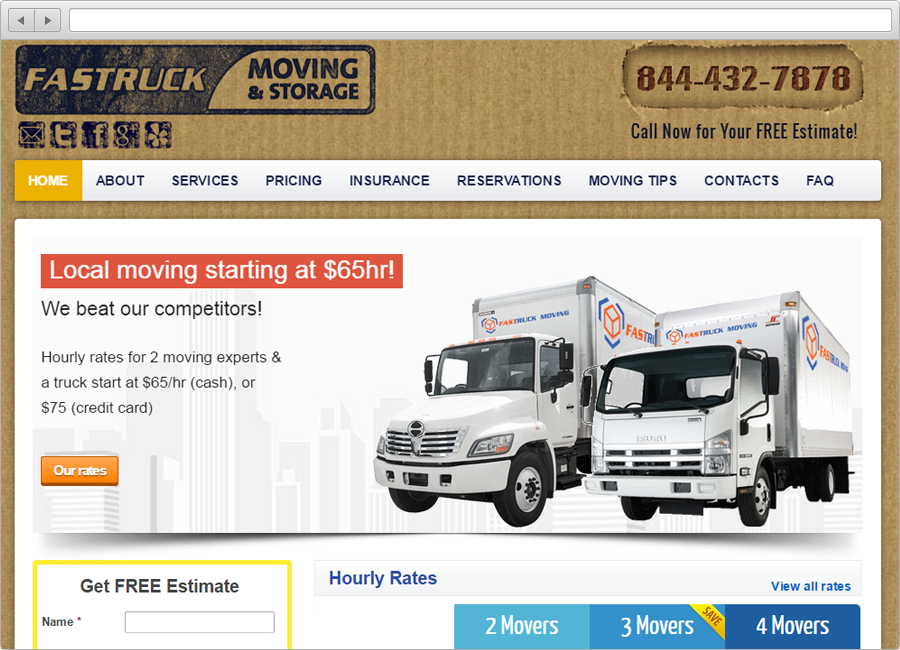 FASTRUCK
MOVING
& STORAGE
844-432-7878
Call Now for Your FREE Estimate!
HOME ABOUT SERVICES PRICING INSURANCE RESERVATIONS MOVING TIPS CONTACTS FAQ
Local moving starting at $65hr!
We beat our competitors!
Hourly rates for 2 moving experts &
a truck start at $65/hr (cash), or
$75 (credit card)
Our rates
FASTRUCK MOVING
FASTRUCK MOVING
ISUZU
Get FREE Estimate
Name *
Hourly Rates
View all rates
2 Movers 3 Movers SAVE 4 Movers